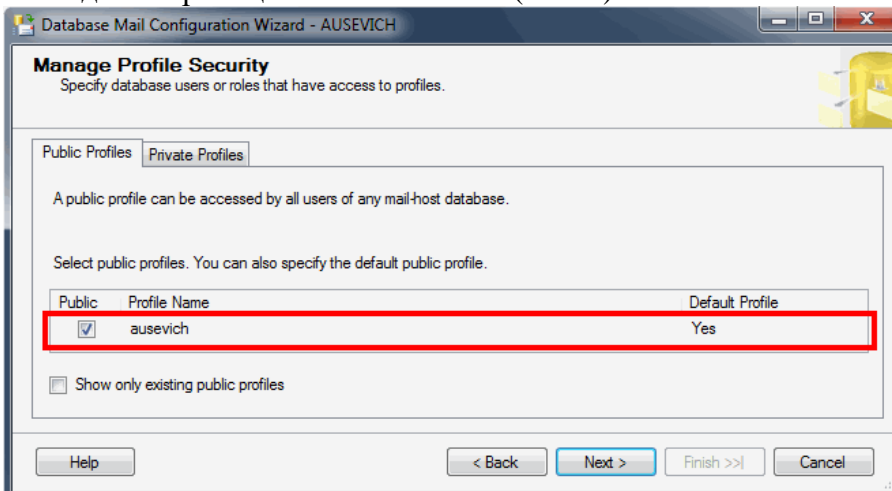 Database Mail Configuration Wizard - AUSEVICH
Manage Profile Security
Specify database users or roles that have access to profiles.
Public Profiles Private Profiles
A public profile can be accessed by all users of any mail-host database.
Select public profiles. You can also specify the default public profile.
Public Profile Name Default Profile
ausevich Yes
Show only existing public profiles
Help < Back Next > Finish >>| Cancel